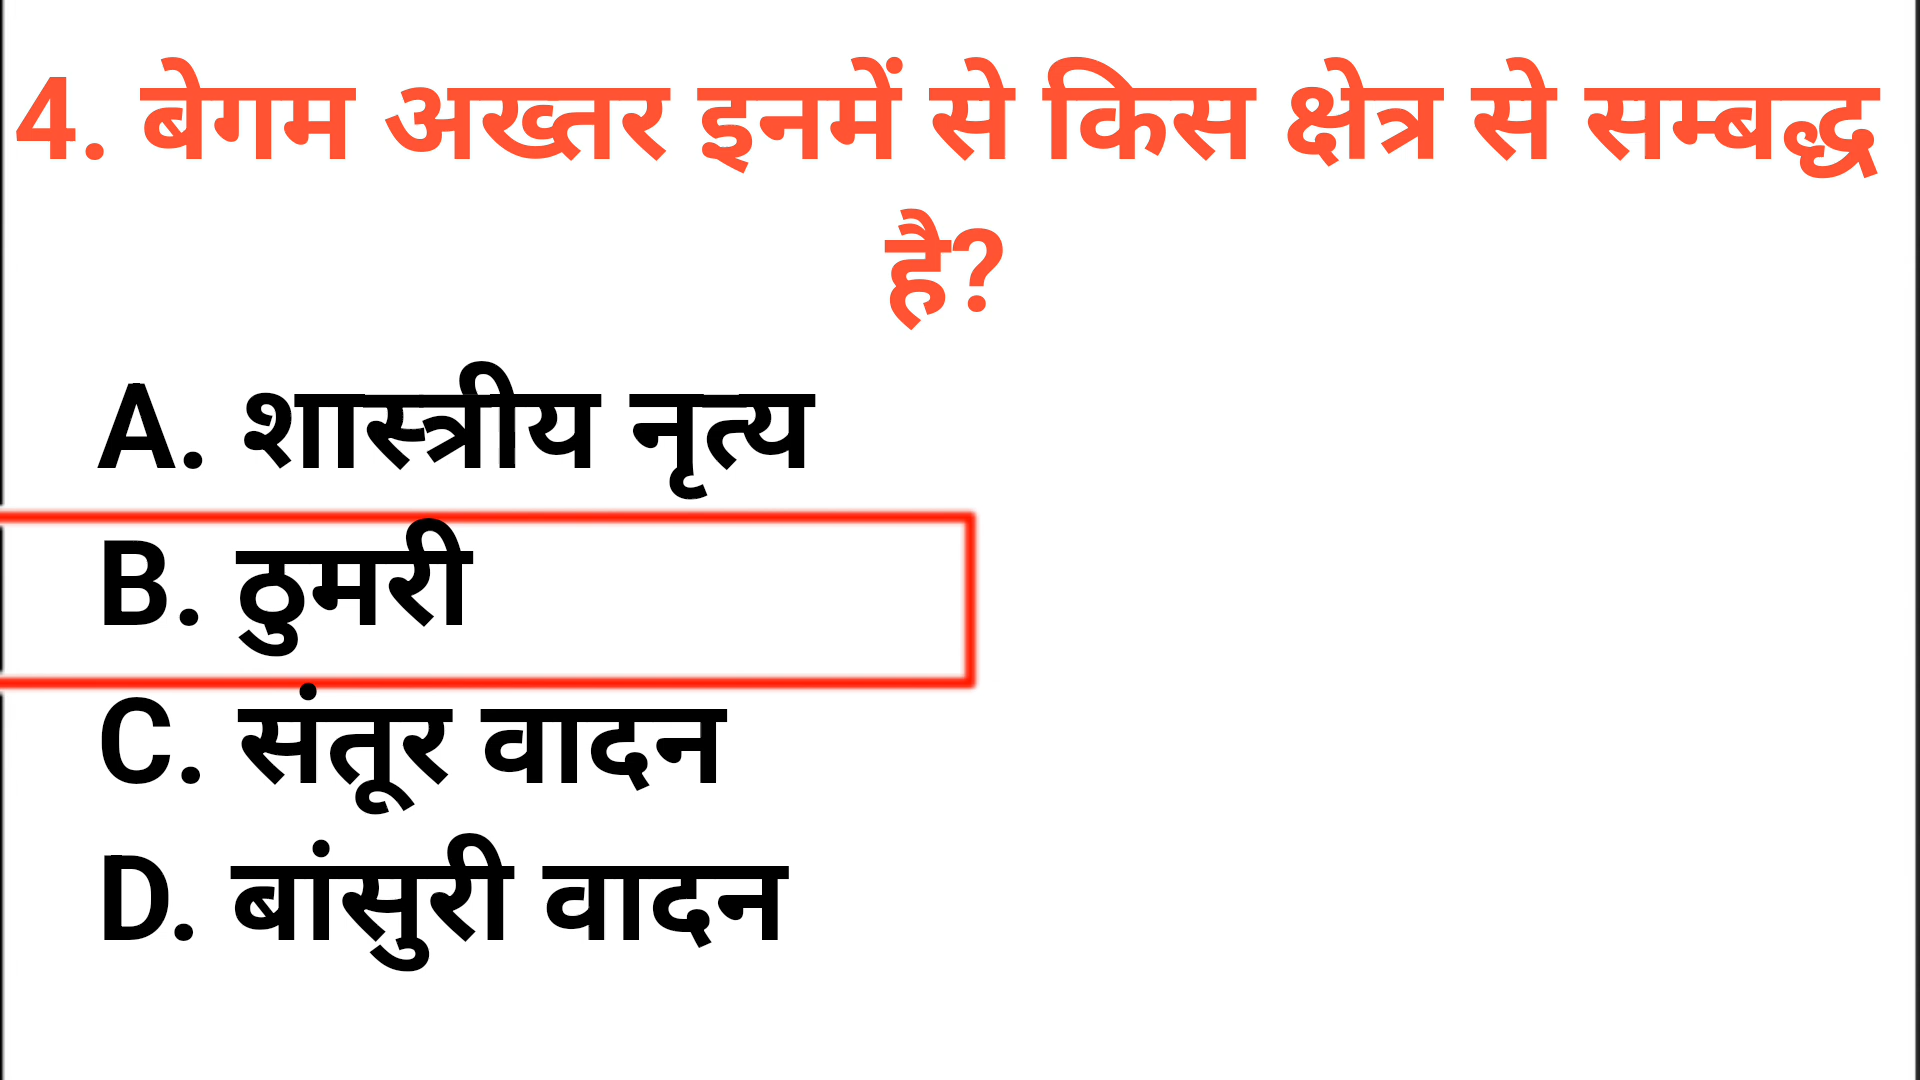 4. बेगम अख्तर इनमें से किस क्षेत्र से सम्बद्ध
है?
A. शास्त्रीय नृत्य
B. ठुमरी
C. संतूर वादन
D. बांसुरी वादन